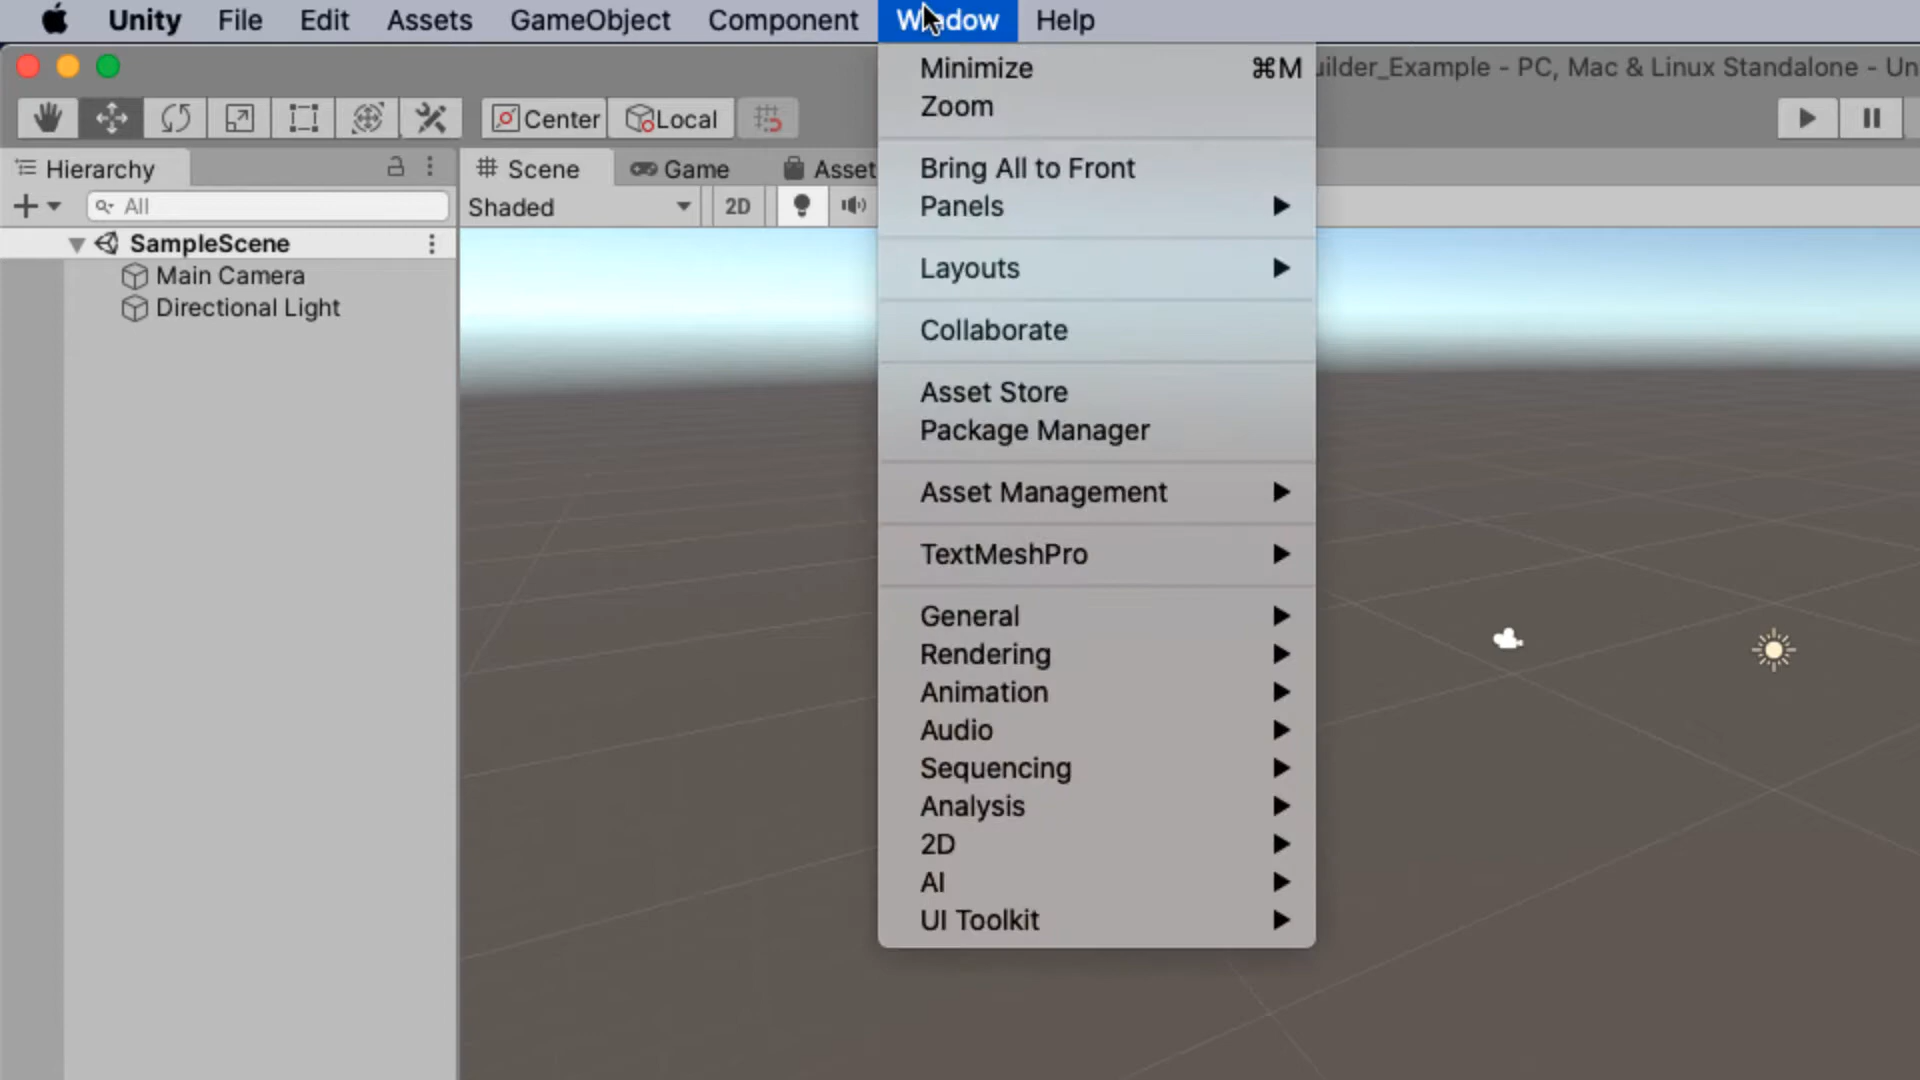 Unity File Edit Assets GameObject Component Window Help
uilder_Example - PC, Mac & Linux Standalone - Un
Center Local
Hierarchy
All
SampleScene
Main Camera
Directional Light
Scene Game Asset
Shaded 2D
Minimize ⌘M
Zoom
Bring All to Front
Panels
Layouts
Collaborate
Asset Store
Package Manager
Asset Management
TextMeshPro
General
Rendering
Animation
Audio
Sequencing
Analysis
2D
AI
UI Toolkit